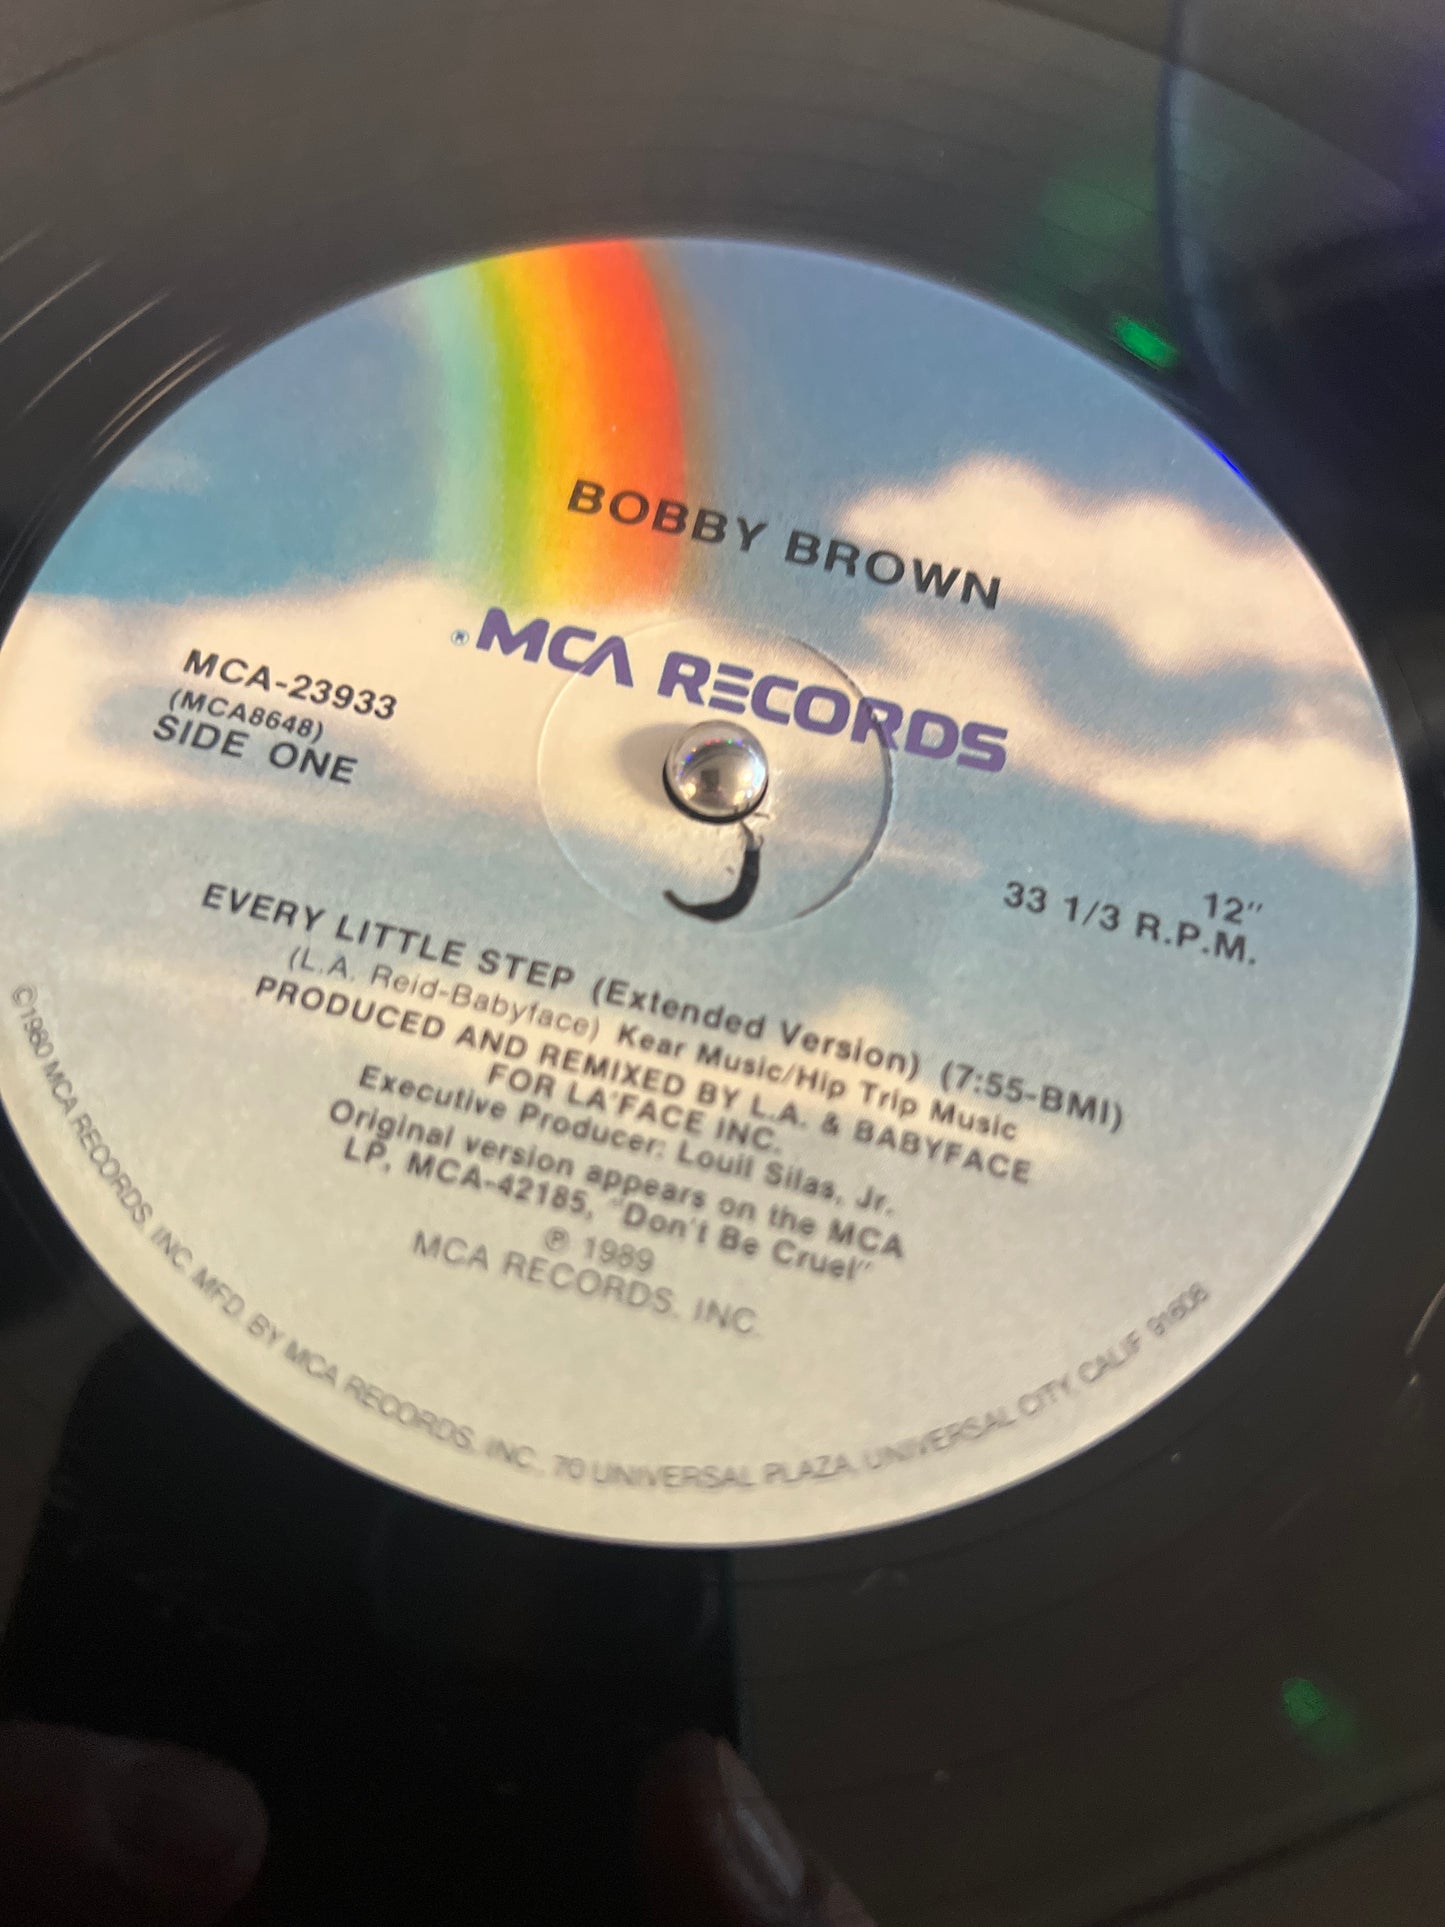 BOBBY BROWN
® MCA RECORDS
MCA-23933
(MCA8648)
SIDE ONE
12"
33 1/3 R.P.M.
EVERY LITTLE STEP (Extended Version) (7:55-BMI)
(L.A. Reid-Babyface) Kear Music/Hip Trip Music
PRODUCED AND REMIXED BY L.A. & BABYFACE
FOR LA'FACE INC.
Executive Producer: Louil Silas, Jr.
Original version appears on the MCA
LP, MCA-42185, "Don't Be Cruel"
℗ 1989
MCA RECORDS, INC.
©1980 MCA RECORDS, INC. MFD. BY MCA RECORDS, INC., 70 UNIVERSAL PLAZA, UNIVERSAL CITY, CALIF 91608